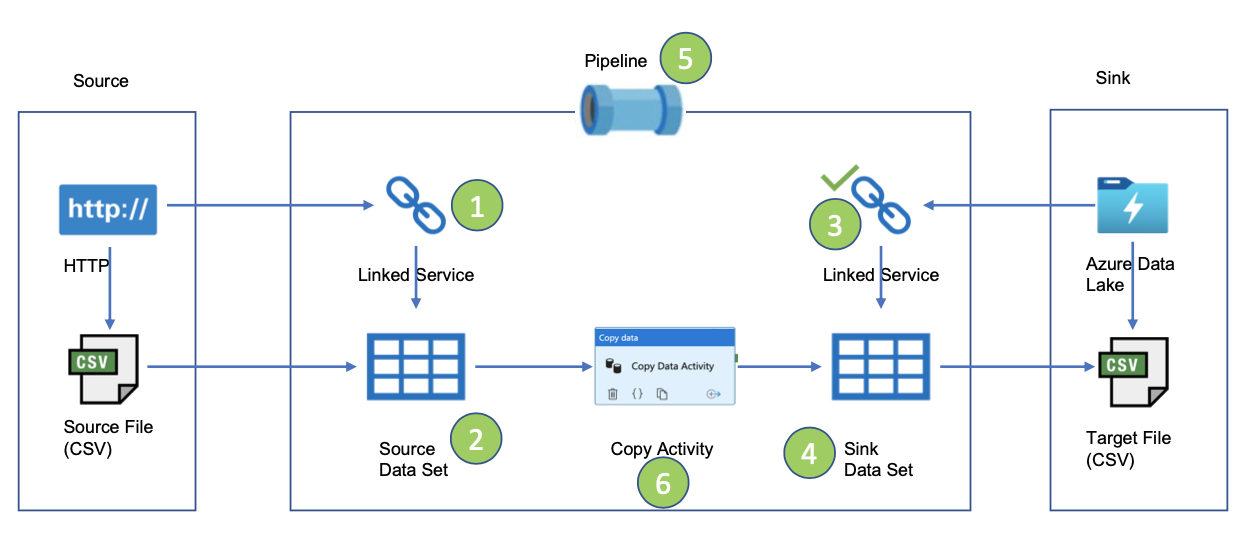 Pipeline
5
Source
Sink
http://
1
3
HTTP
Linked Service
Linked Service
Azure Data
Lake
Copy data
CSV
Copy Data Activity
{}
CSV
Source File
(CSV)
Source
Data Set
2
Copy Activity
6
4
Sink
Data Set
Target File
(CSV)